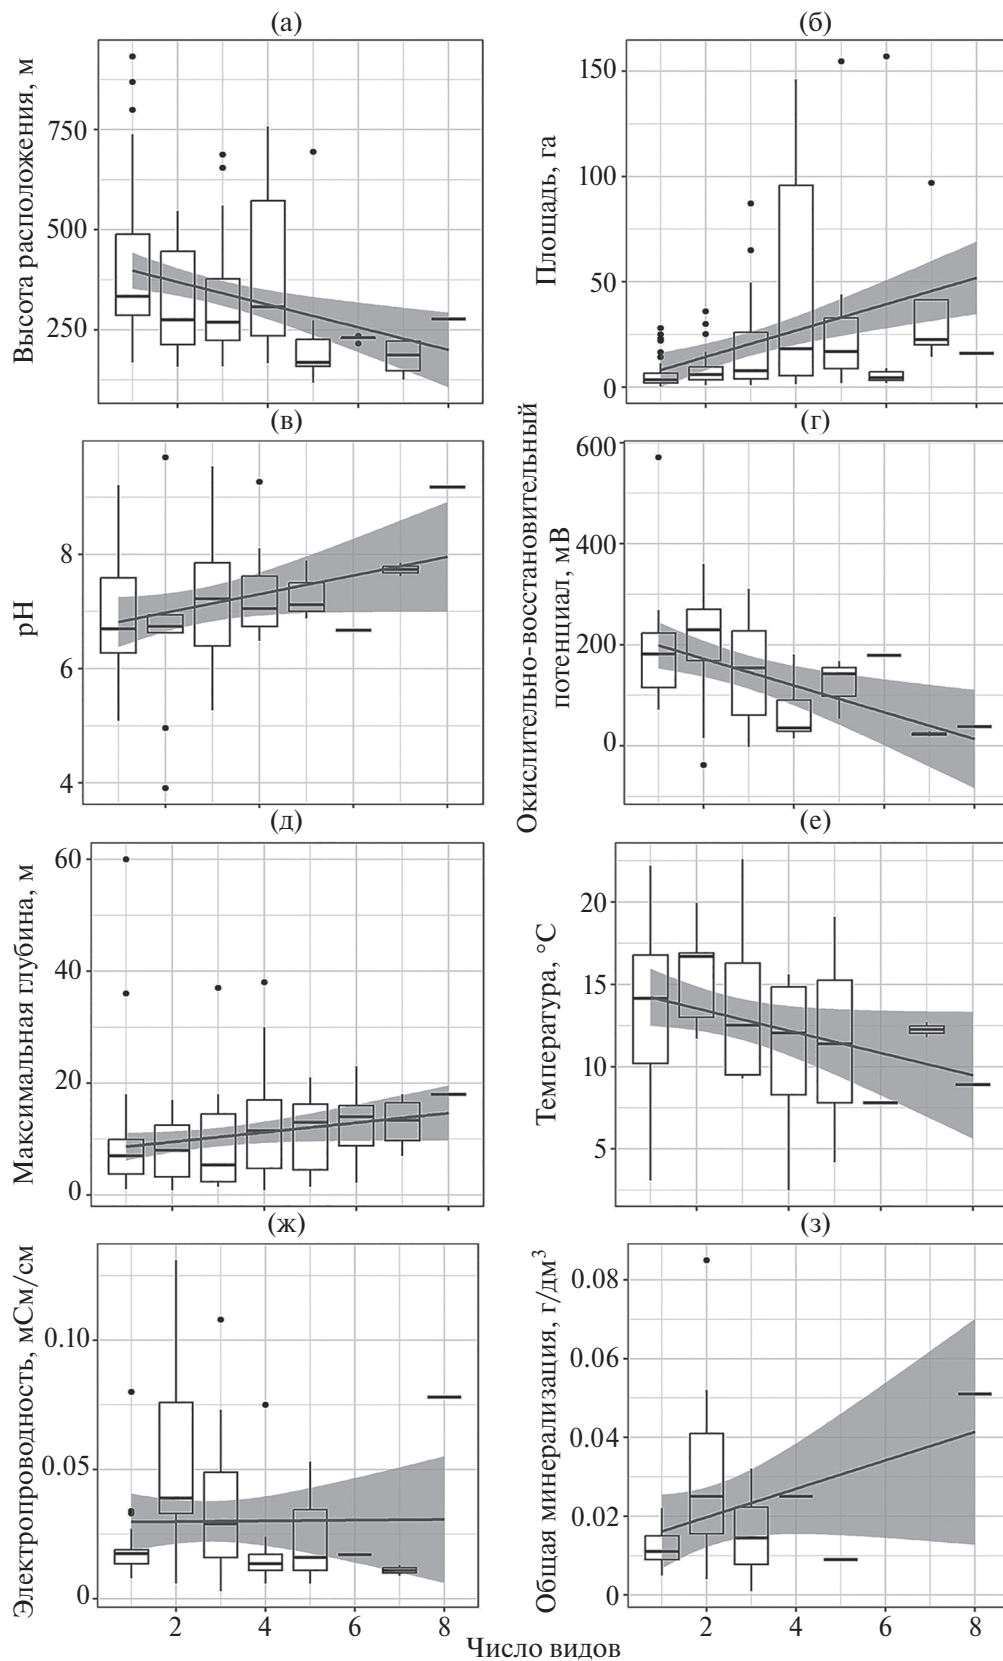 (а)
(б)
Высота расположения, м
750
500
250
Площадь, га
150
100
50
0
(в)
(г)
pH
8
6
4
Окислительно-восстановительный
потенциал, мВ
600
400
200
0
(д)
(е)
Максимальная глубина, м
60
40
20
0
Температура, °C
20
15
10
5
(ж)
(з)
Электропроводность, мСм/см
0.10
0.05
0
Общая минерализация, г/дм³
0.08
0.06
0.04
0.02
0
2 4 6 8
2 4 6 8
Число видов